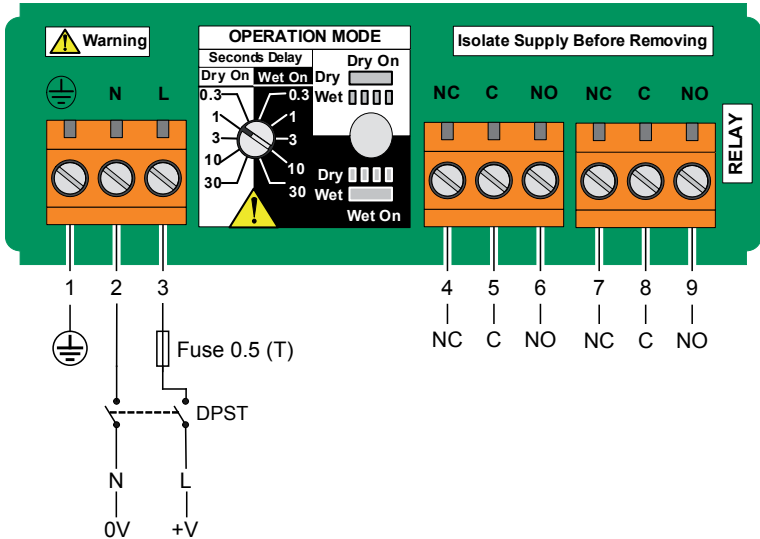 Warning
OPERATION MODE
Isolate Supply Before Removing
Seconds Delay
Dry On Wet On
Dry On
Dry
Wet
0.3 0.3
1 1
3 3
10 10
30 30
Dry
Wet
Wet On
N L
NC C NO NC C NO
RELAY
1 2 3 4 5 6 7 8 9
NC C NO NC C NO
Fuse 0.5 (T)
DPST
N L
0V +V